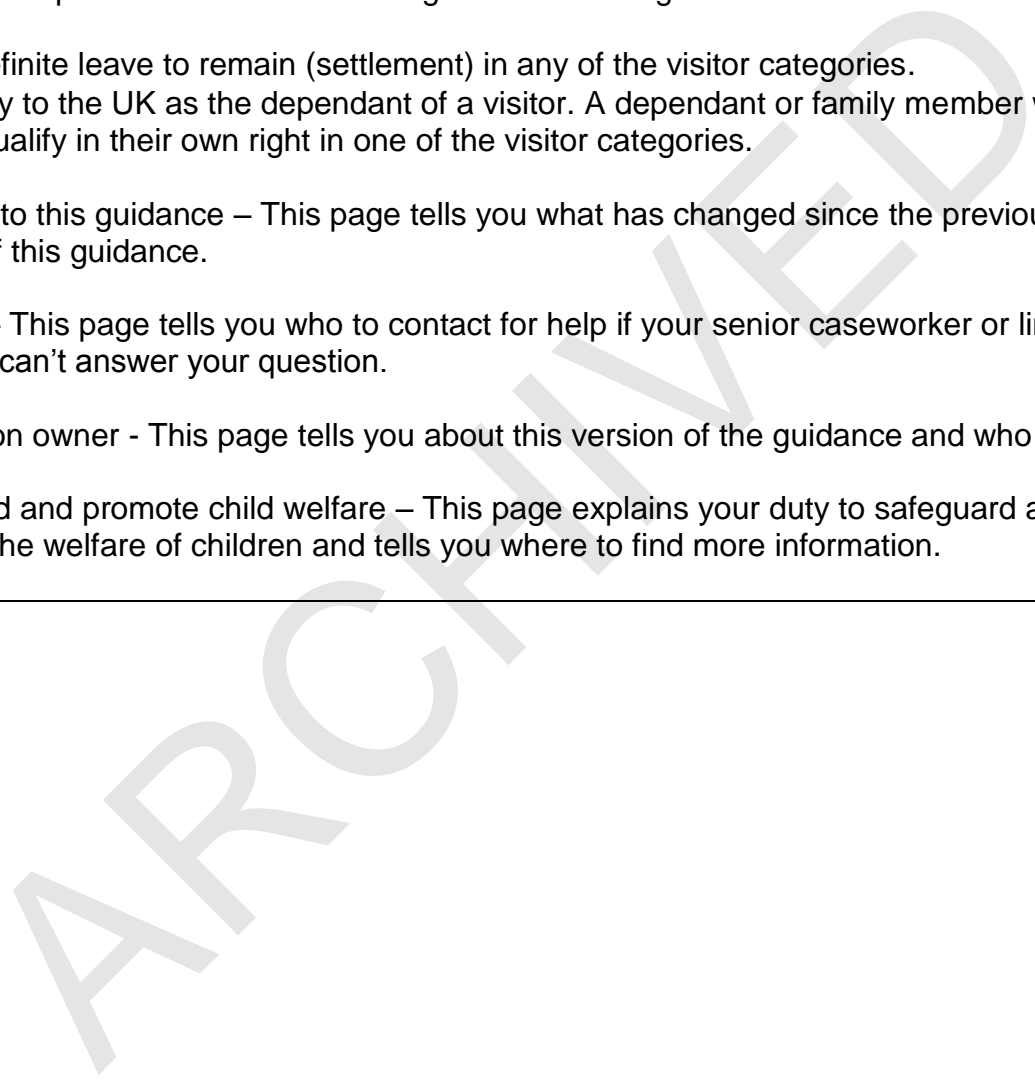 finite leave to remain (settlement) in any of the visitor categories.
y to the UK as the dependant of a visitor. A dependant or family member
ualify in their own right in one of the visitor categories.
to this guidance – This page tells you what has changed since the previou
f this guidance.
- This page tells you who to contact for help if your senior caseworker or li
can't answer your question.
on owner - This page tells you about this version of the guidance and who
d and promote child welfare – This page explains your duty to safeguard a
he welfare of children and tells you where to find more information.
ARCHIVED